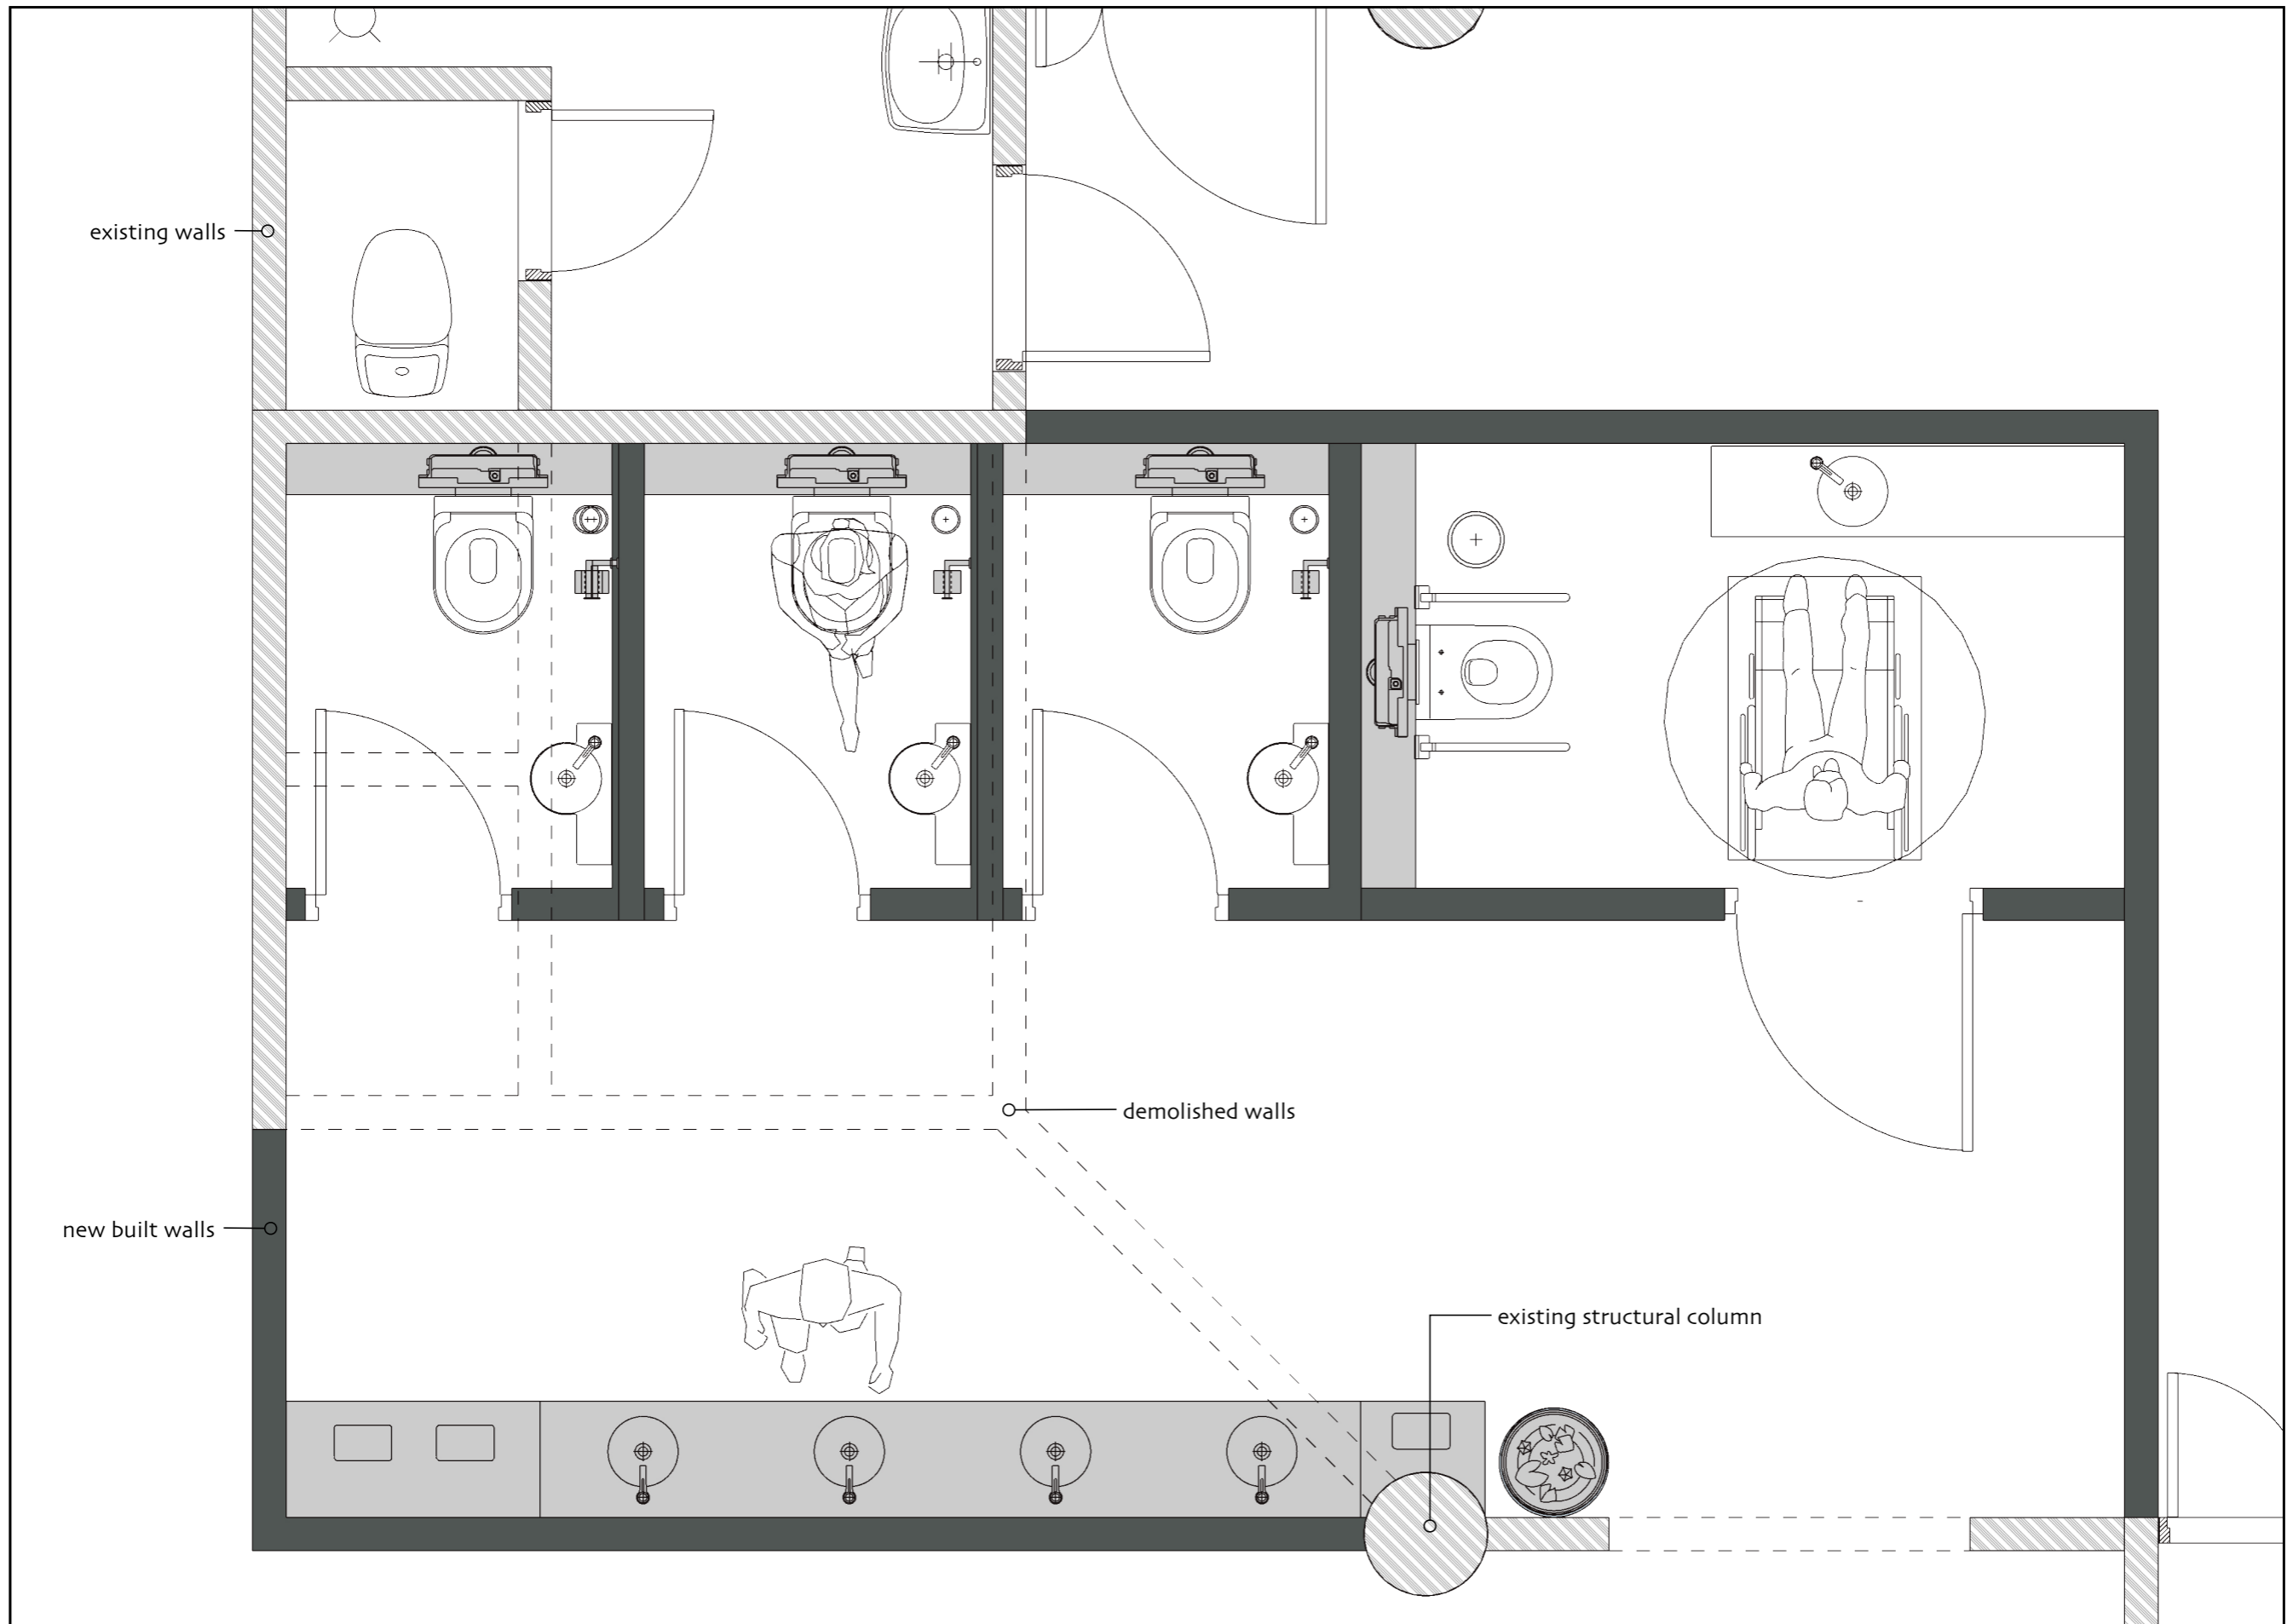 existing walls
demolished walls
new built walls
existing structural column